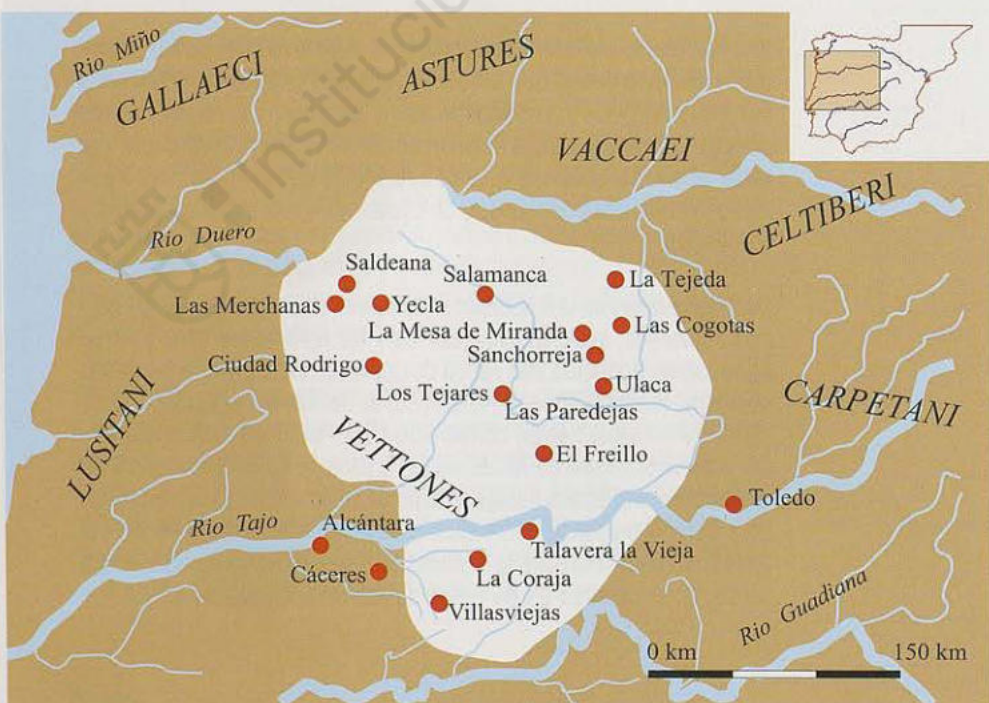 Rio Miño
GALLAECI
ASTURES
Instituci
VACCAEI
CELTIBERI
Rio Duero
Saldeana
Salamanca
La Tejeda
Las Merchanas
Yecla
La Mesa de Miranda
Las Cogotas
Sanchorreja
Ciudad Rodrigo
Los Tejares
Ulaca
Las Paredejas
CARPETANI
LUSITANI
VETTONES
El Freillo
Rio Tajo
Alcántara
Toledo
Talavera la Vieja
Cáceres
La Coraja
Villasviejas
Rio Guadiana
0 km
150 km